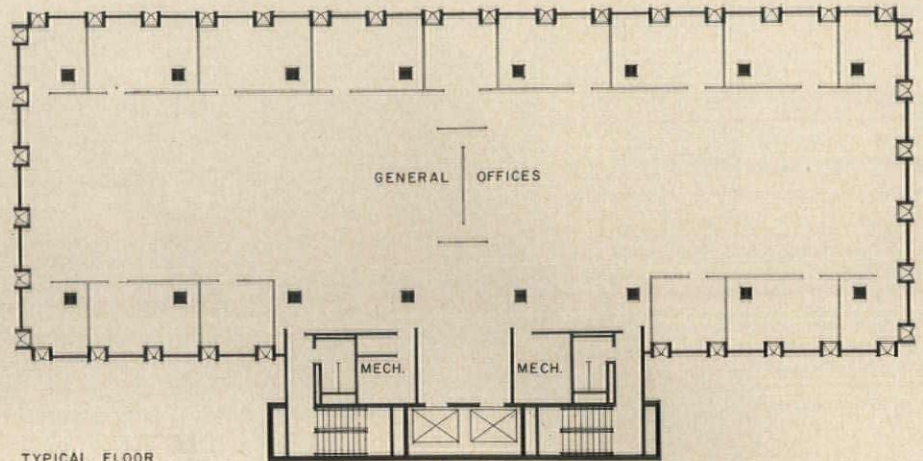 GENERAL OFFICES
MECH. MECH.
TYPICAL FLOOR